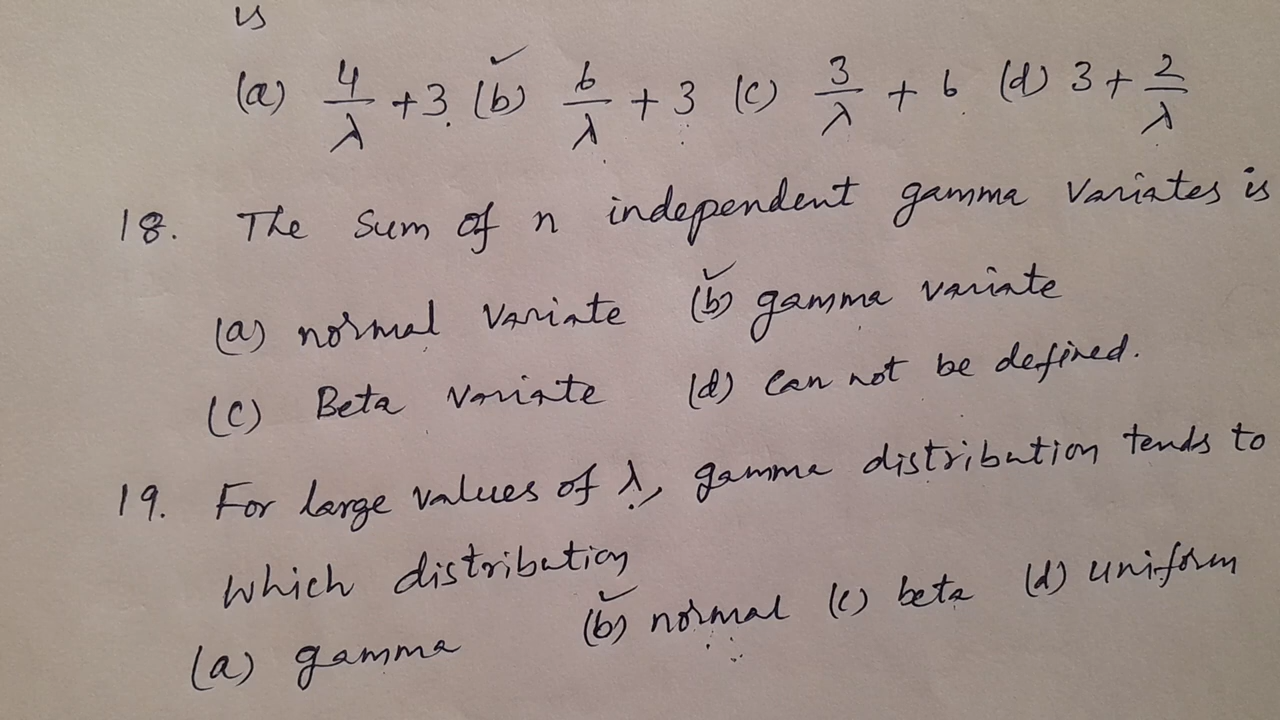 is
(a) 4/λ + 3. (b) 6/λ + 3 (c) 3/λ + 6 (d) 3 + 2/λ
18. The sum of n independent gamma variates is
(a) normal variate (b) gamma variate
(c) Beta variate (d) can not be defined.
19. For large values of λ, gamma distribution tends to
which distribution
(a) gamma (b) normal (c) beta (d) uniform